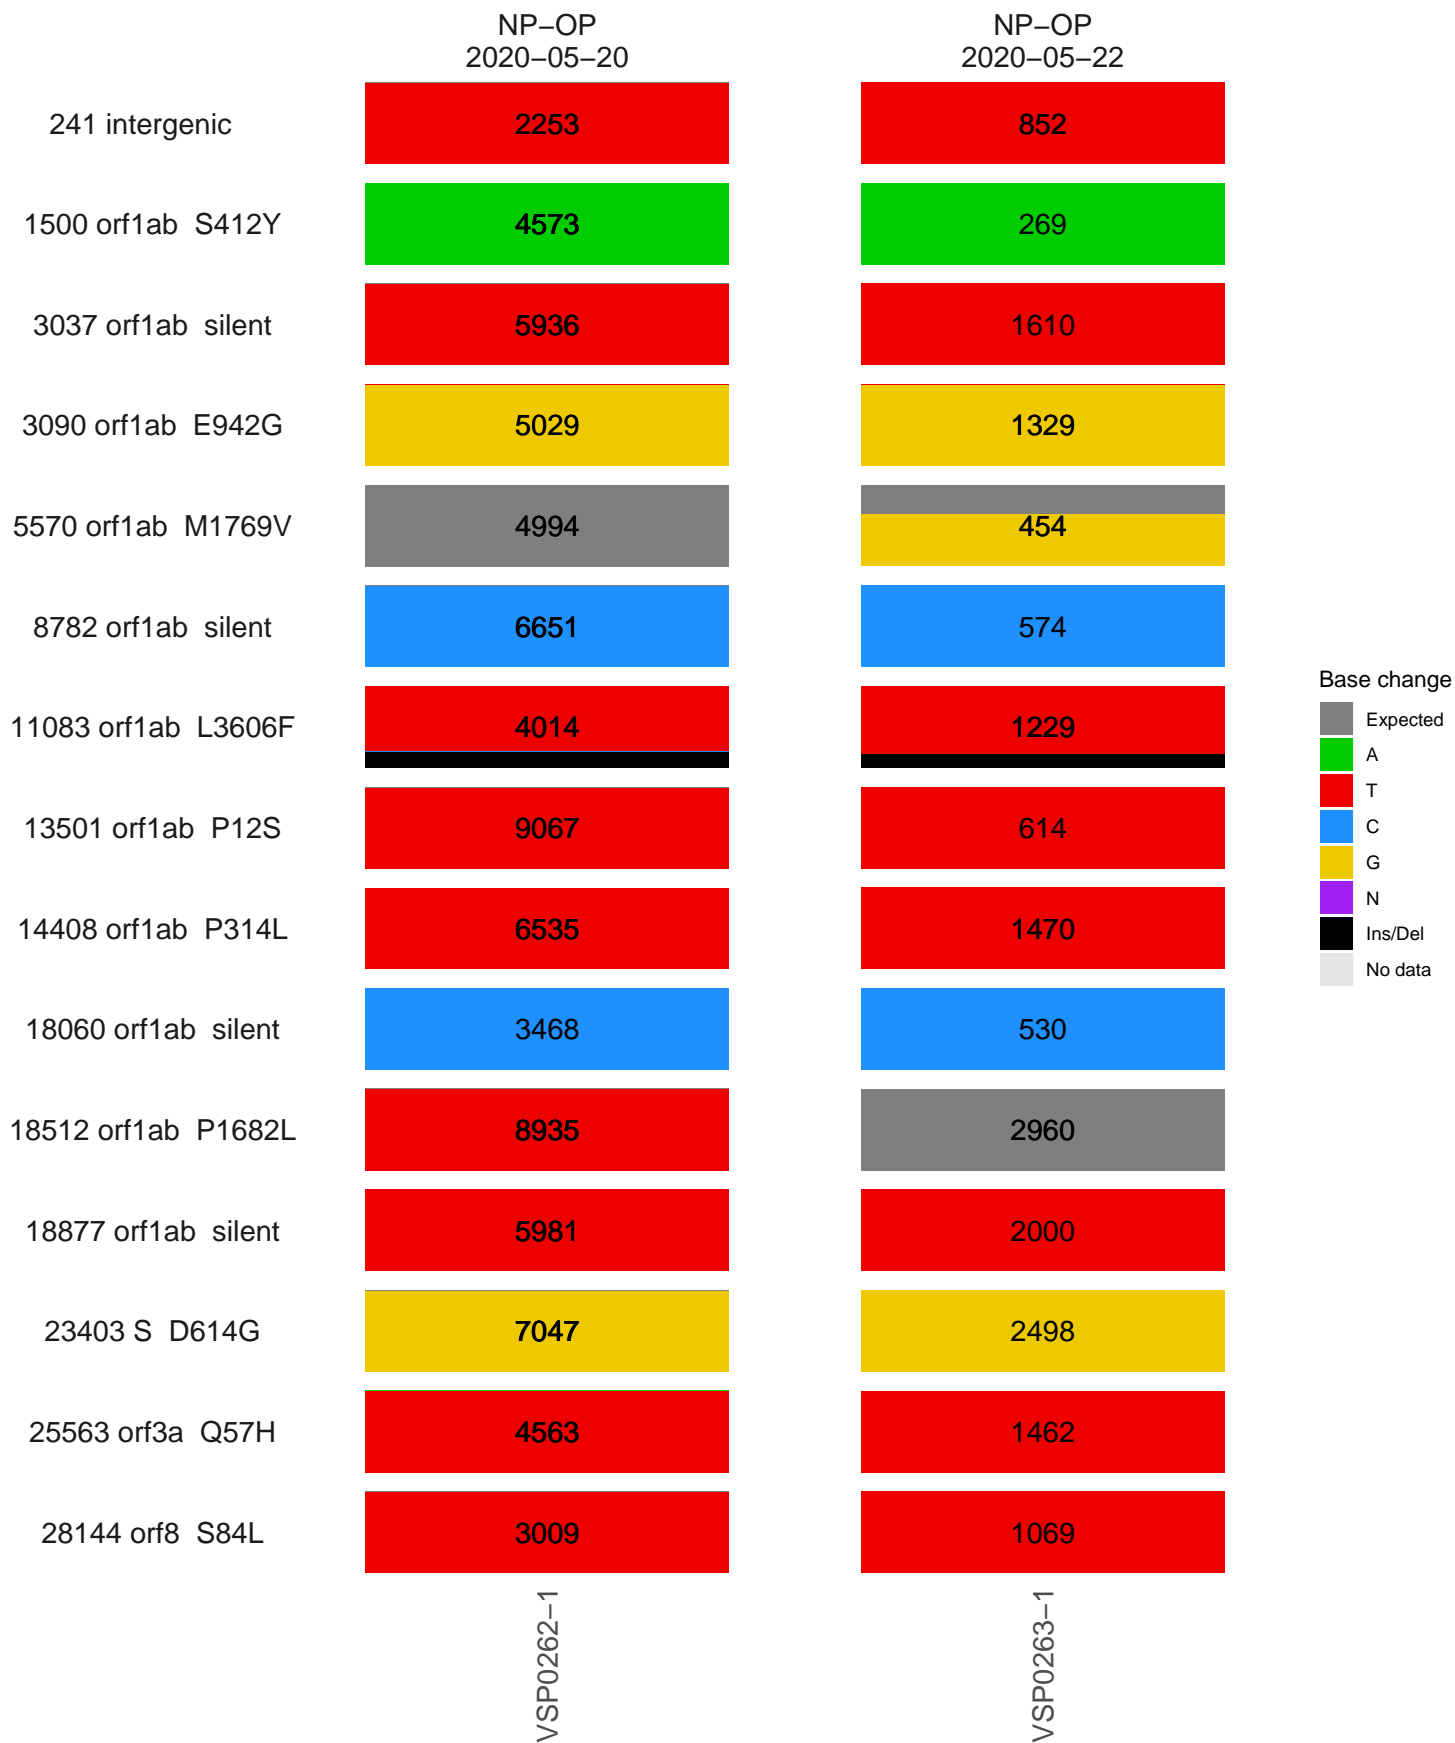 NP−OP
2020−05−20
NP−OP
2020−05−22
241 intergenic 2253 852
1500 orf1ab S412Y 4573 269
3037 orf1ab silent 5936 1610
3090 orf1ab E942G 5029 1329
5570 orf1ab M1769V 4994 454
8782 orf1ab silent 6651 574
11083 orf1ab L3606F 4014 1229
13501 orf1ab P12S 9067 614
14408 orf1ab P314L 6535 1470
18060 orf1ab silent 3468 530
18512 orf1ab P1682L 8935 2960
18877 orf1ab silent 5981 2000
23403 S D614G 7047 2498
25563 orf3a Q57H 4563 1462
28144 orf8 S84L 3009 1069
VSP0262−1
VSP0263−1
Base change
Expected
A
T
C
G
N
Ins/Del
No data